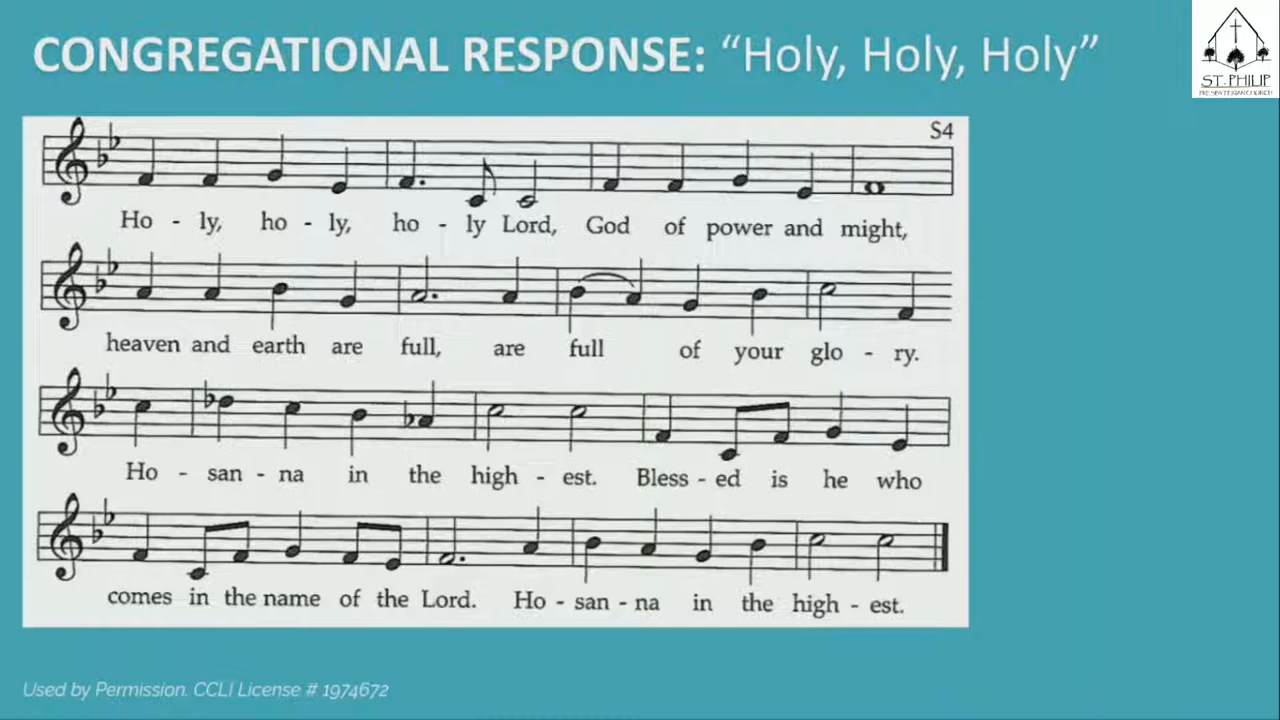 CONGREGATIONAL RESPONSE: “Holy, Holy, Holy”
ST. PHILIP
PRESBYTERIAN CHURCH
S4
Ho - ly, ho - ly, ho - ly Lord, God of power and might,
heaven and earth are full, are full of your glo - ry.
Ho - san - na in the high - est. Bless - ed is he who
comes in the name of the Lord. Ho - san - na in the high - est.
Used by Permission. CCLI License # 1974672